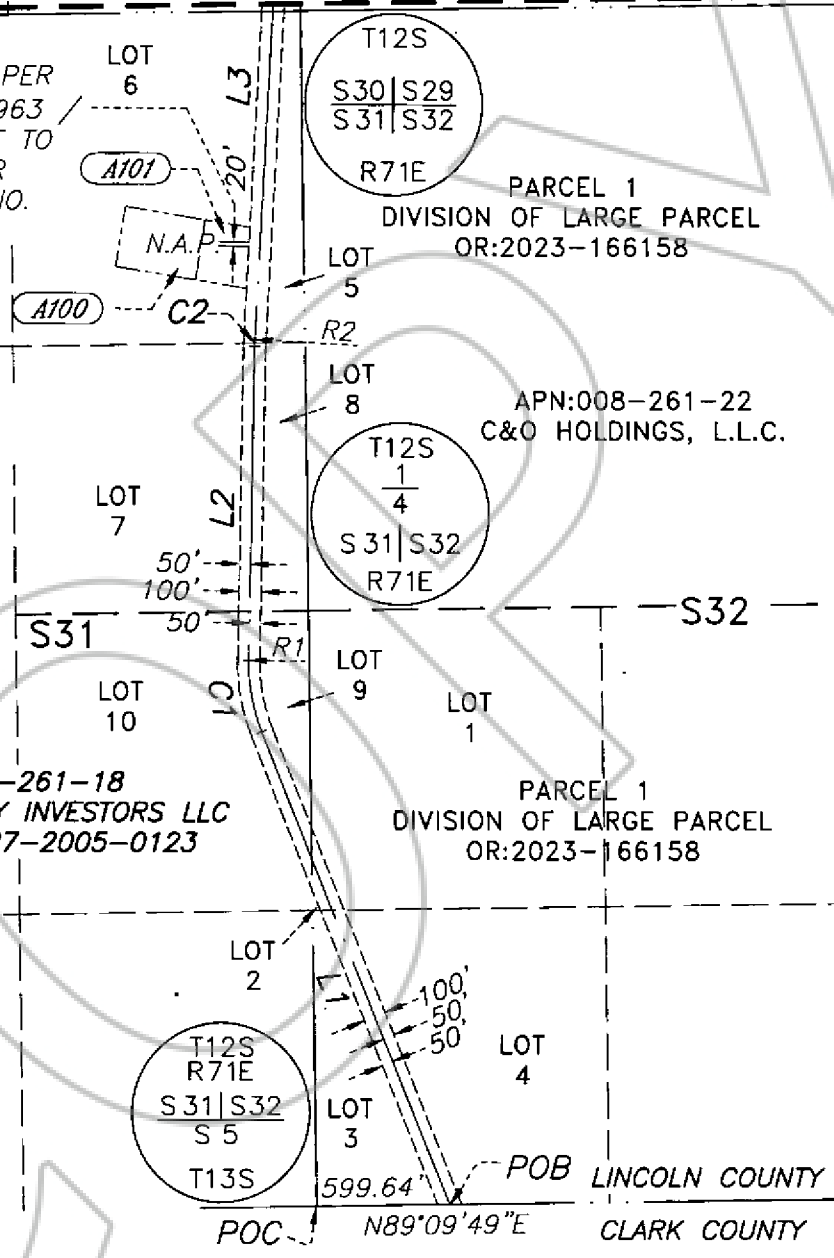 PER
963
T TO
R
NO.
LOT
6
L3
20'
A101
N.A.P.
A100
C2
T12S
S30|S29
S31|S32
R71E
PARCEL 1
DIVISION OF LARGE PARCEL
OR:2023-166158
LOT
5
R2
LOT
8
APN:008-261-22
C&O HOLDINGS, L.L.C.
T12S
1
4
S31|S32
R71E
LOT
7
L2
50'
100'
50'
S31
S32
R1
LOT
9
LOT
10
LOT
1
-261-18
Y INVESTORS LLC
27-2005-0123
PARCEL 1
DIVISION OF LARGE PARCEL
OR:2023-166158
LOT
2
L1
100'
50'
50'
LOT
4
T12S
R71E
S31|S32
S 5
T13S
LOT
3
599.64'
POB
LINCOLN COUNTY
POC
N89°09'49"E
CLARK COUNTY